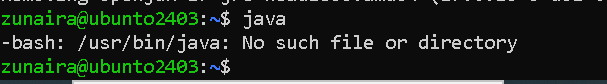 zunaira@ubunto2403:~$ java
-bash: /usr/bin/java: No such file or directory
zunaira@ubunto2403:~$